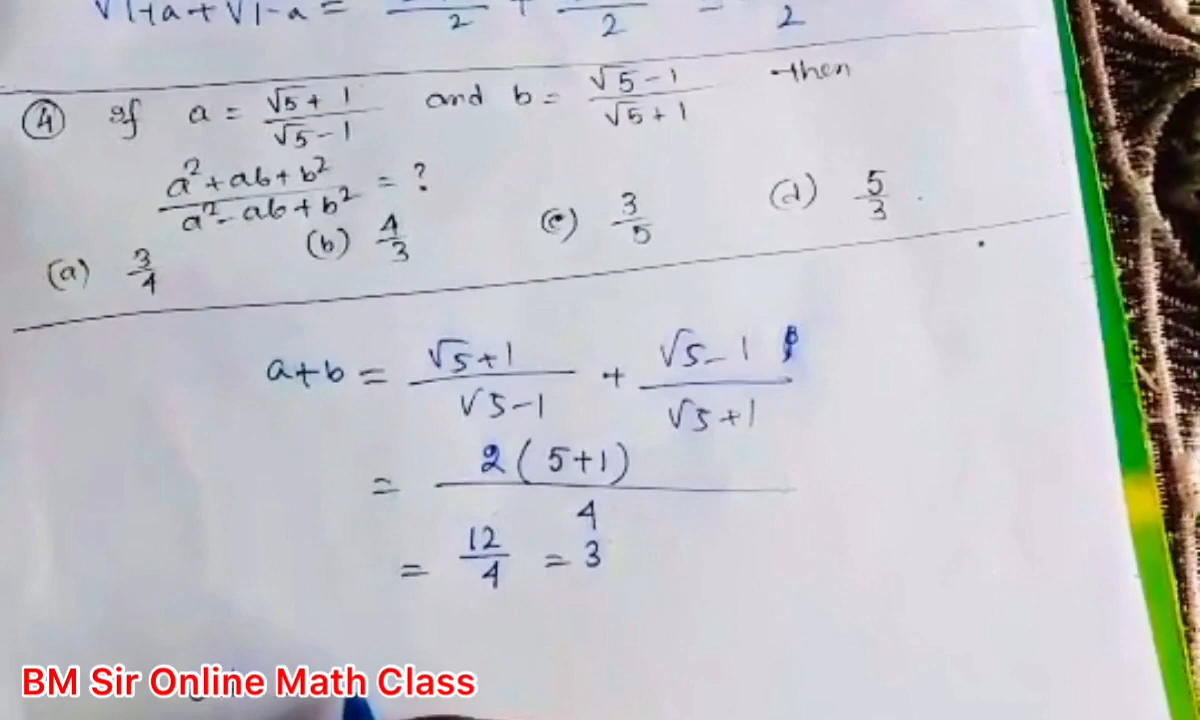 √1+a + √1-a = 2 + 2 = 2
(4) If a = (√5+1)/(√5-1) and b = (√5-1)/(√5+1) then
(a²+ab+b²)/(a²-ab+b²) = ?
(a) 3/4 (b) 4/3 (c) 3/5 (d) 5/3 .
a+b = (√5+1)/(√5-1) + (√5-1)/(√5+1)
= 2(5+1)/4
= 12/4 = 3
BM Sir Online Math Class